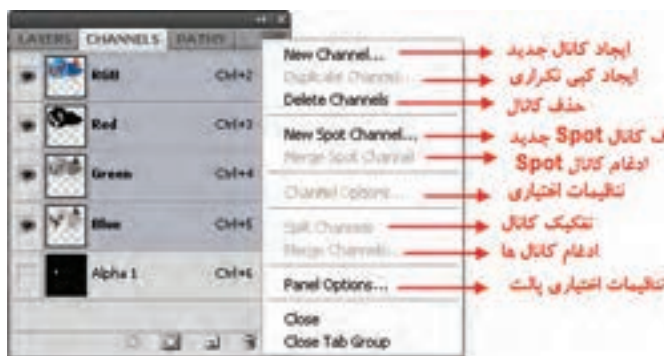 LAYERS CHANNELS PATHS
RGB Ctrl+2
Red Ctrl+3
Green Ctrl+4
Blue Ctrl+5
Alpha 1 Ctrl+6
New Channel... ایجاد کانال جدید
Duplicate Channel... ایجاد کپی تکراری
Delete Channels حذف کانال
New Spot Channel... ک کانال Spot جدید
Merge Spot Channel ادغام کانال Spot
Channel Options... تنظیمات اختیاری
Split Channels تفکیک کانال
Merge Channels... ادغام کانال ها
Panel Options... تنظیمات اختیاری پالت
Close
Close Tab Group